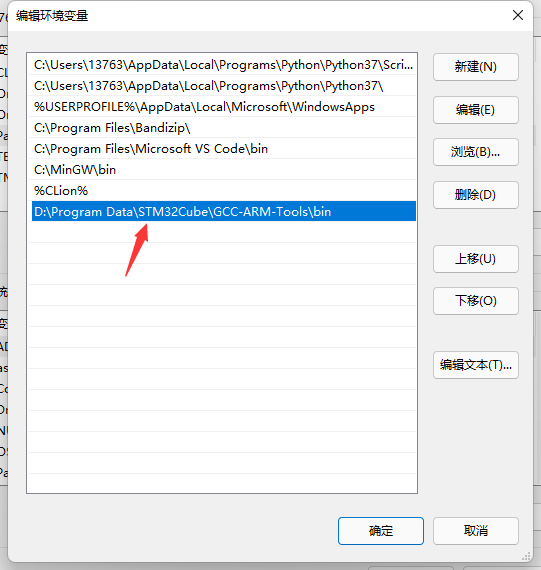 编辑环境变量
C:\Users\13763\AppData\Local\Programs\Python\Python37\Scri...
C:\Users\13763\AppData\Local\Programs\Python\Python37\
%USERPROFILE%\AppData\Local\Microsoft\WindowsApps
C:\Program Files\Bandizip\
C:\Program Files\Microsoft VS Code\bin
C:\MinGW\bin
%CLion%
D:\Program Data\STM32Cube\GCC-ARM-Tools\bin
新建(N)
编辑(E)
浏览(B)...
删除(D)
上移(U)
下移(O)
编辑文本(T)...
确定
取消